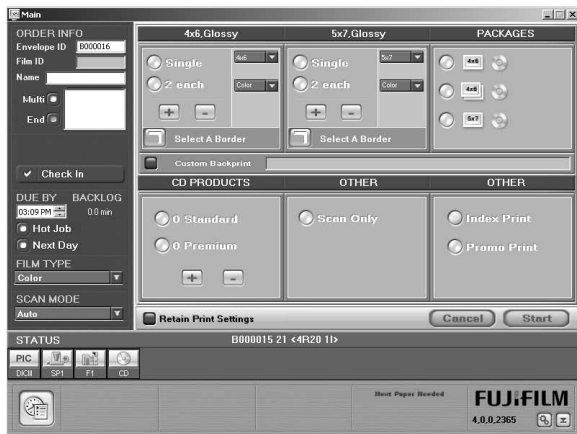 Main
ORDER INFO
Envelope ID B000016
Film ID
Name
Multi
End
Check In
DUE BY BACKLOG
03:09 PM 0.0 min
Hot Job
Next Day
FILM TYPE
Color
SCAN MODE
Auto
4x6,Glossy
Single 4x6
2 each Color
+ -
Select A Border
5x7,Glossy
Single 5x7
2 each Color
+ -
Select A Border
PACKAGES
4x6
4x6
5x7
Custom Backprint
CD PRODUCTS
0 Standard
0 Premium
+ -
OTHER
Scan Only
OTHER
Index Print
Promo Print
Retain Print Settings
Cancel Start
STATUS B000015 21 <4R20 1I>
PIC
DICII SP1 F1 CD
Next Paper Needed
FUJIFILM
4,0,0,2365